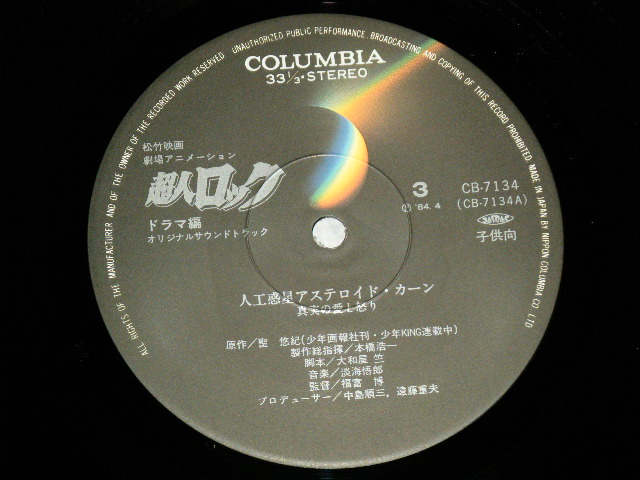 ALL RIGHTS OF THE MANUFACTURER AND OF THE OWNER OF THE RECORDED WORK RESERVED UNAUTHORIZED PUBLIC PERFORMANCE. BROADCASTING AND COPYING OF THIS RECORD PROHIBITED. MADE IN JAPAN BY NIPPON COLUMBIA CO LTD
COLUMBIA
33 1/3・STEREO
松竹映画
劇場アニメーション
超人ロック
ドラマ編
オリジナルサウンドトラック
3
Ⓟ '84. 4
CB-7134
(CB-7134A)
子供向
人工惑星アステロイド・カーン
真実の愛と怒り
原作/聖 悠紀(少年画報社刊・少年KING連載中)
製作総指揮/本橋浩一
脚本/大和屋 竺
音楽/淡海悟郎
監督/福富 博
プロデューサー/中島順三, 遠藤重夫